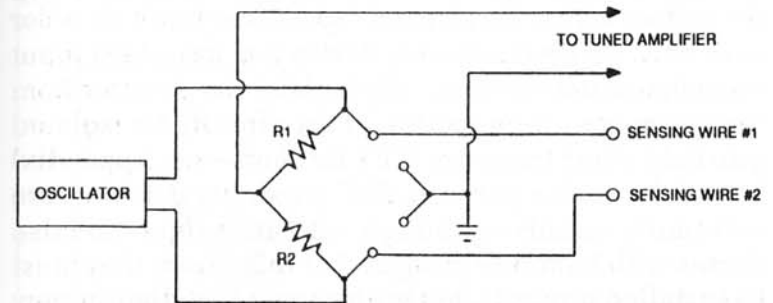 TO TUNED AMPLIFIER
R1
SENSING WIRE #1
OSCILLATOR
SENSING WIRE #2
R2